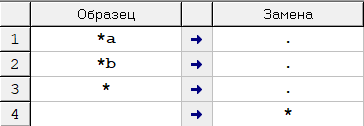 Образец Замена
1 *a → .
2 *b → .
3 * → .
4 → *